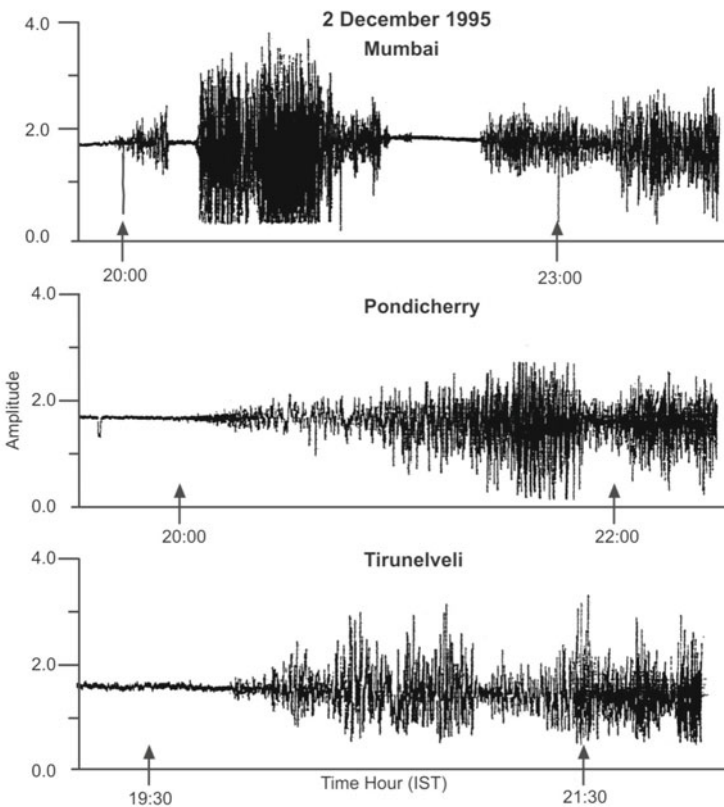 2 December 1995
Mumbai
4.0
2.0
0.0
20:00 23:00
Pondicherry
4.0
2.0
0.0
Amplitude
20:00 22:00
Tirunelveli
4.0
2.0
0.0
Time Hour (IST)
19:30 21:30